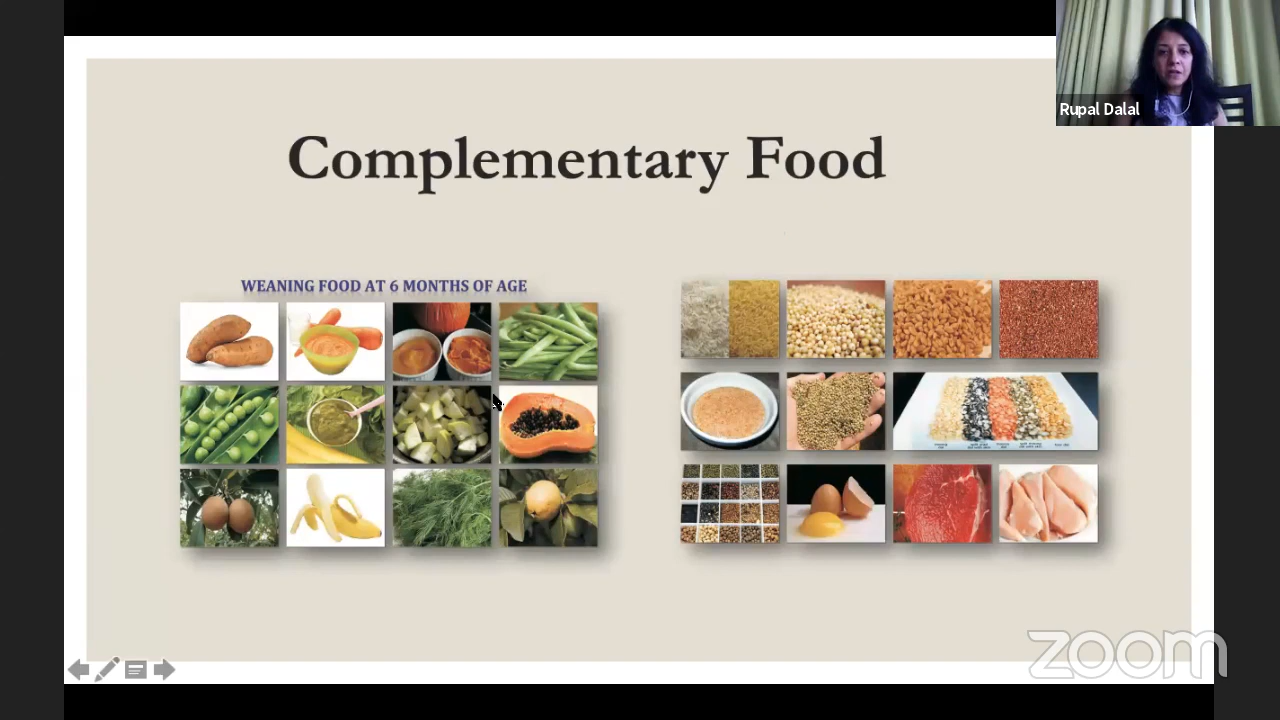 Rupal Dalal
Complementary Food
WEANING FOOD AT 6 MONTHS OF AGE
zoom